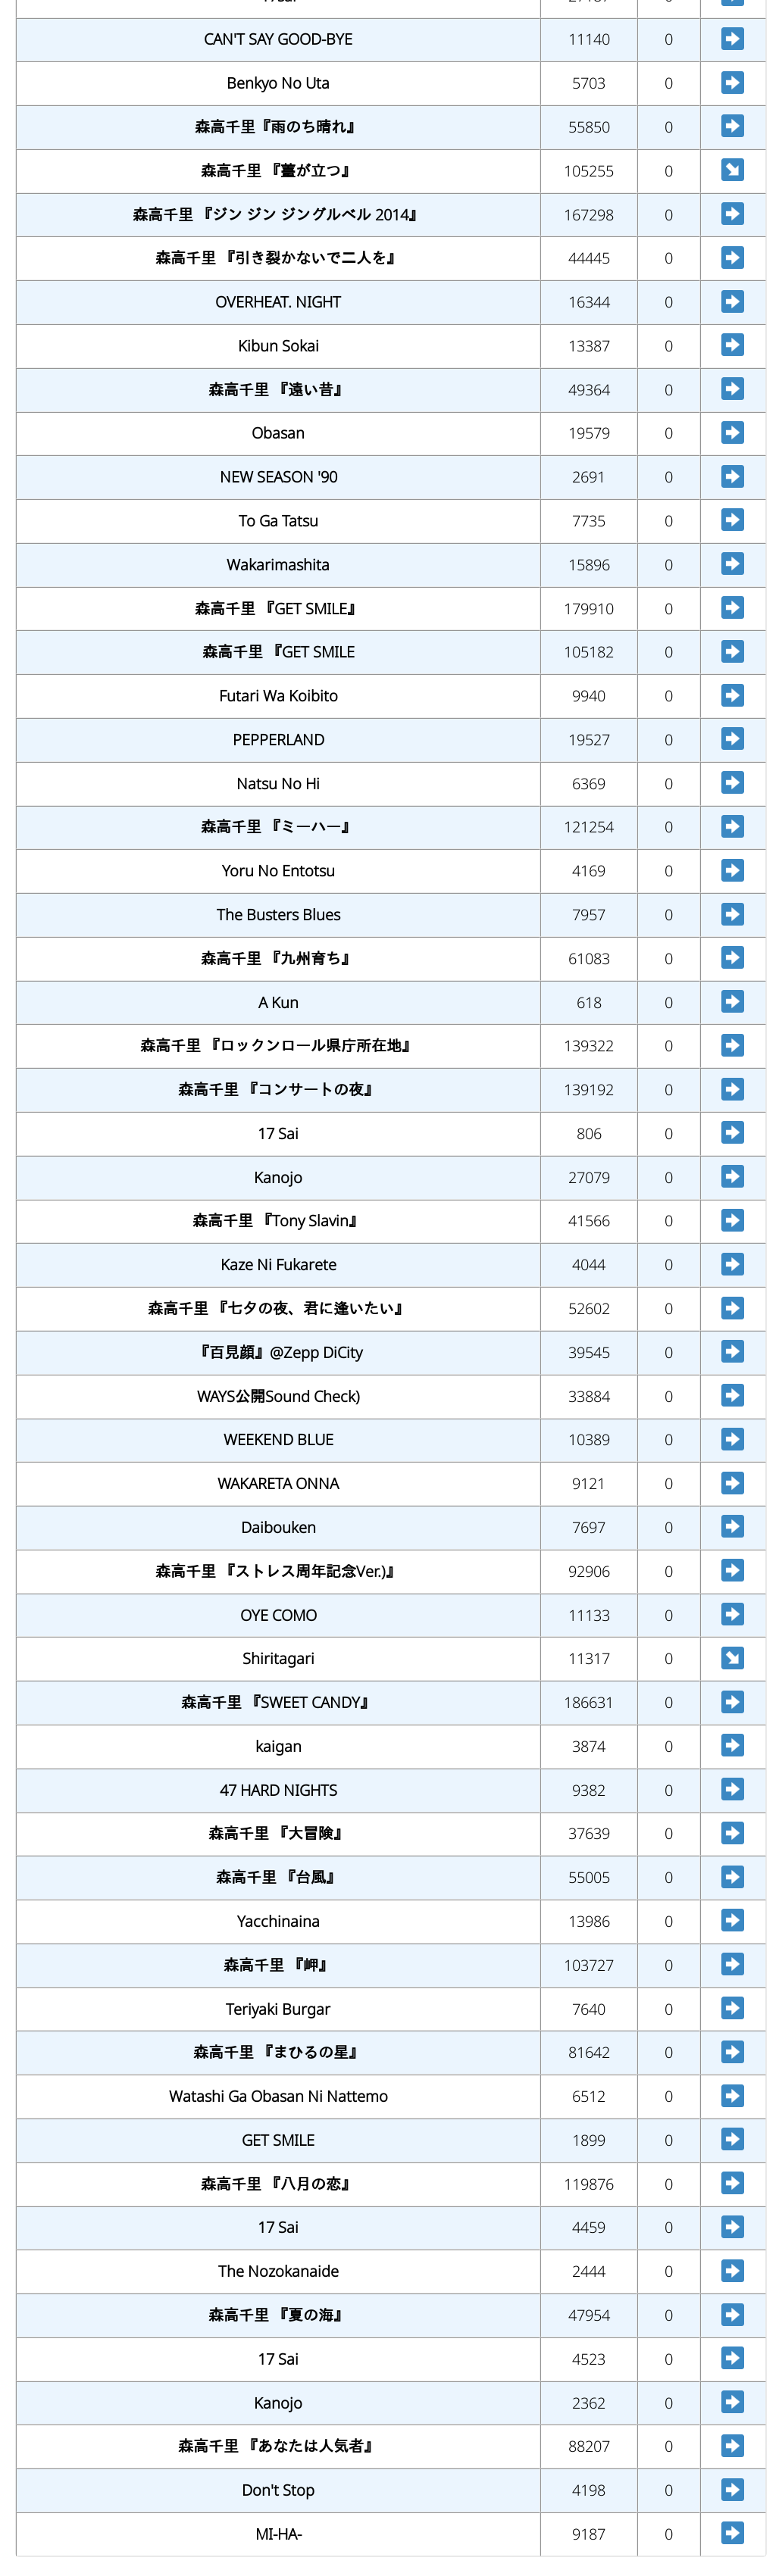 CAN'T SAY GOOD-BYE 11140 0
Benkyo No Uta 5703 0
森高千里『雨のち晴れ』 55850 0
森高千里 『薹が立つ』 105255 0
森高千里 『ジン ジン ジングルベル 2014』 167298 0
森高千里 『引き裂かないで二人を』 44445 0
OVERHEAT. NIGHT 16344 0
Kibun Sokai 13387 0
森高千里 『遠い昔』 49364 0
Obasan 19579 0
NEW SEASON '90 2691 0
To Ga Tatsu 7735 0
Wakarimashita 15896 0
森高千里 『GET SMILE』 179910 0
森高千里 『GET SMILE 105182 0
Futari Wa Koibito 9940 0
PEPPERLAND 19527 0
Natsu No Hi 6369 0
森高千里 『ミーハー』 121254 0
Yoru No Entotsu 4169 0
The Busters Blues 7957 0
森高千里 『九州育ち』 61083 0
A Kun 618 0
森高千里 『ロックンロール県庁所在地』 139322 0
森高千里 『コンサートの夜』 139192 0
17 Sai 806 0
Kanojo 27079 0
森高千里 『Tony Slavin』 41566 0
Kaze Ni Fukarete 4044 0
森高千里 『七夕の夜、君に逢いたい』 52602 0
『百見顔』@Zepp DiCity 39545 0
WAYS公開Sound Check) 33884 0
WEEKEND BLUE 10389 0
WAKARETA ONNA 9121 0
Daibouken 7697 0
森高千里 『ストレス周年記念Ver.)』 92906 0
OYE COMO 11133 0
Shiritagari 11317 0
森高千里 『SWEET CANDY』 186631 0
kaigan 3874 0
47 HARD NIGHTS 9382 0
森高千里 『大冒険』 37639 0
森高千里 『台風』 55005 0
Yacchinaina 13986 0
森高千里 『岬』 103727 0
Teriyaki Burgar 7640 0
森高千里 『まひるの星』 81642 0
Watashi Ga Obasan Ni Nattemo 6512 0
GET SMILE 1899 0
森高千里 『八月の恋』 119876 0
17 Sai 4459 0
The Nozokanaide 2444 0
森高千里 『夏の海』 47954 0
17 Sai 4523 0
Kanojo 2362 0
森高千里 『あなたは人気者』 88207 0
Don't Stop 4198 0
MI-HA- 9187 0